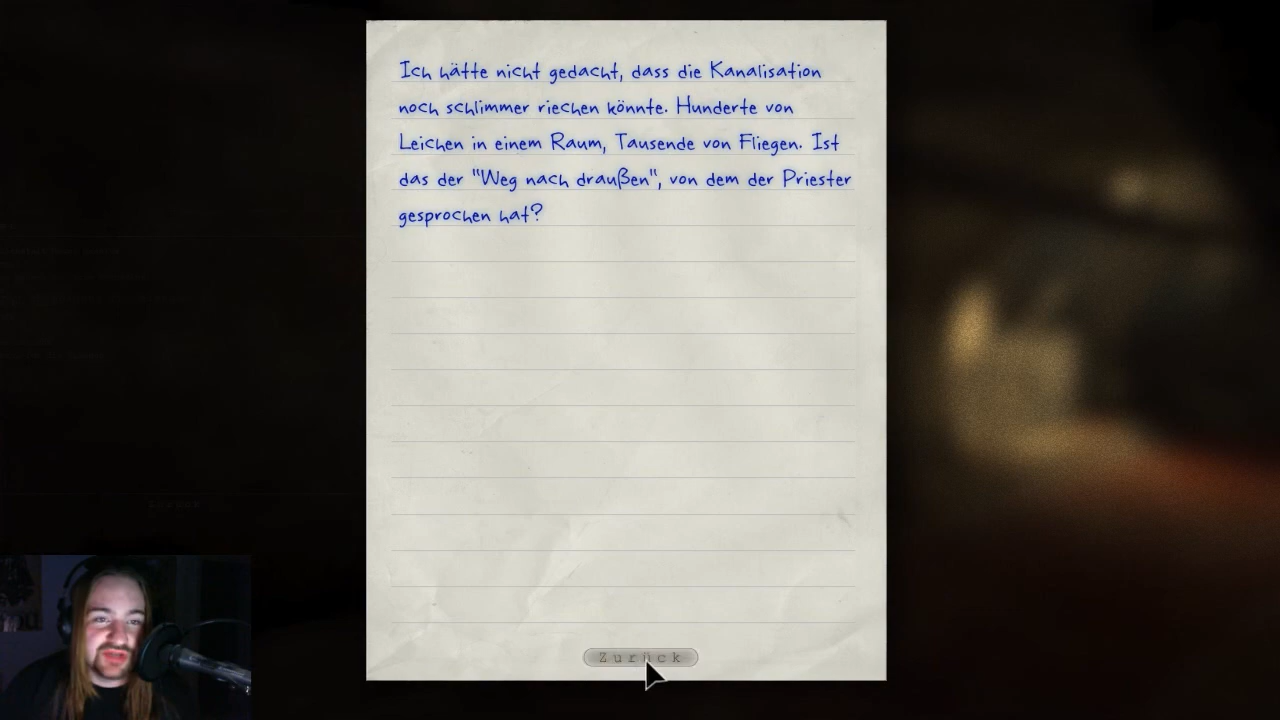 Ich hätte nicht gedacht, dass die Kanalisation
noch schlimmer riechen könnte. Hunderte von
Leichen in einem Raum, Tausende von Fliegen. Ist
das der "Weg nach draußen", von dem der Priester
gesprochen hat?
Zurück